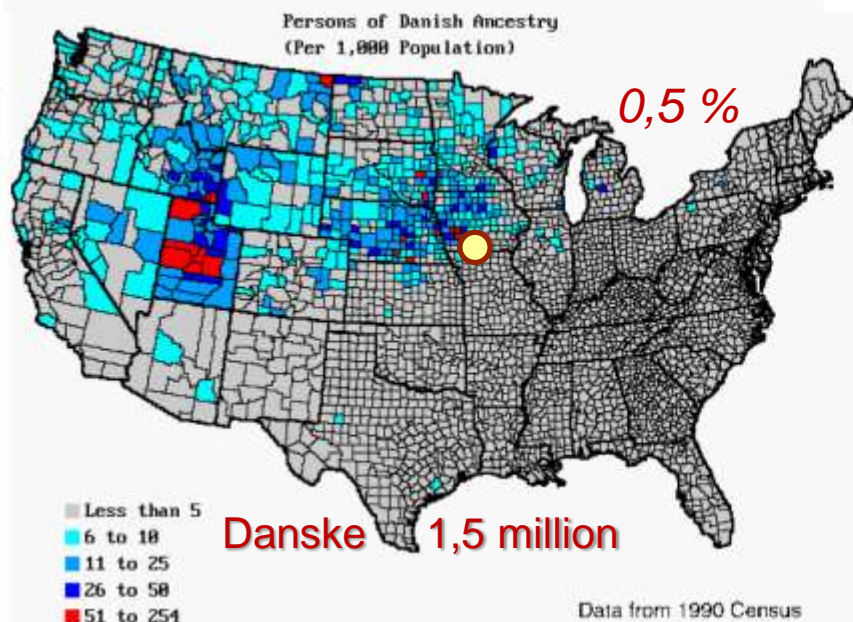 Persons of Danish Ancestry
(Per 1,000 Population)
0,5 %
Less than 5
6 to 10
11 to 25
26 to 50
51 to 254
Danske 1,5 million
Data from 1990 Census